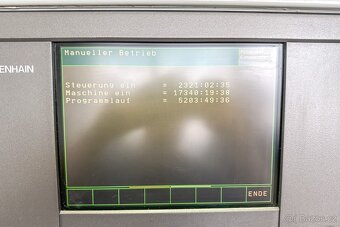 ENHAIN
Manueller Betrieb
Steuerung ein = 2321:02:35
Maschine ein = 17340:19:38
Programmlauf = 5203:49:36
ENDE